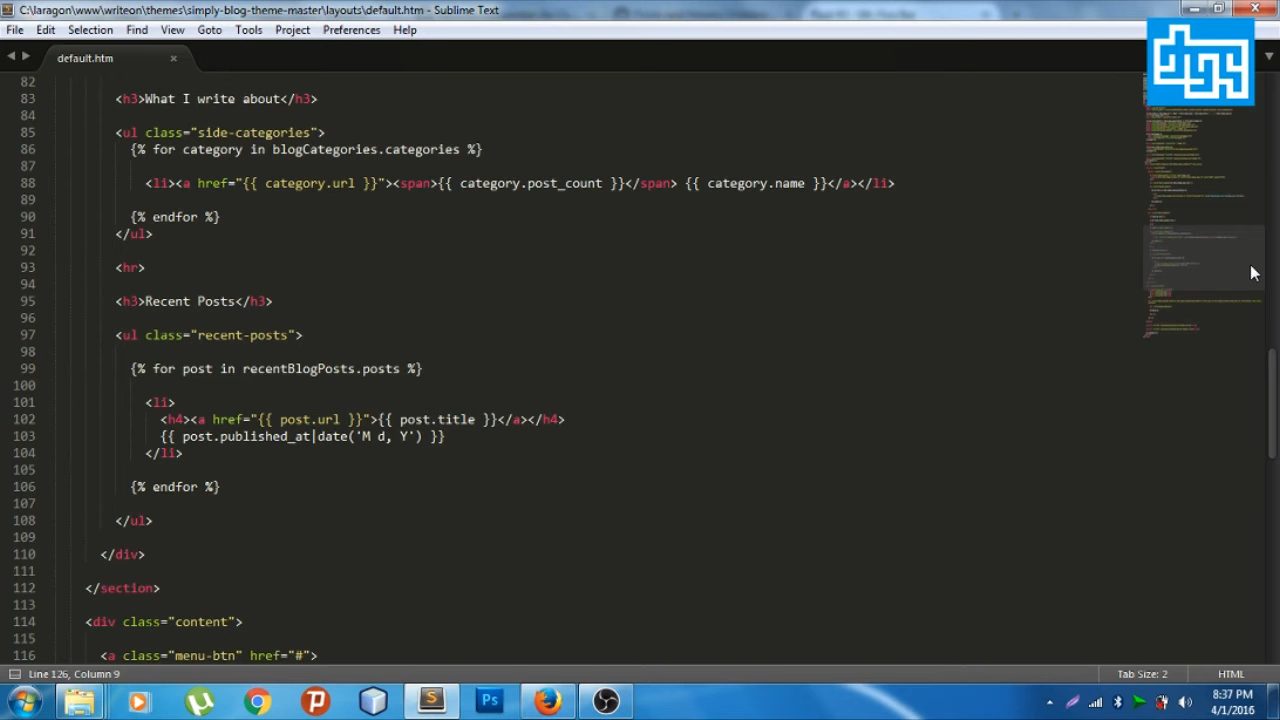 C:\laragon\www\writeon\themes\simply-blog-theme-master\layouts\default.htm - Sublime Text
File Edit Selection Find View Goto Tools Project Preferences Help
default.htm
dgs
82
83 <h3>What I write about</h3>
84
85 <ul class="side-categories">
86 {% for category in blogCategories.categories
87
88 <li><a href="{{ category.url }}"><span>{{ category.post_count }}</span> {{ category.name }}</a></li>
89
90 {% endfor %}
91 </ul>
92
93 <hr>
94
95 <h3>Recent Posts</h3>
96
97 <ul class="recent-posts">
98
99 {% for post in recentBlogPosts.posts %}
100
101 <li>
102 <h4><a href="{{ post.url }}">{{ post.title }}</a></h4>
103 {{ post.published_at|date('M d, Y') }}
104 </li>
105
106 {% endfor %}
107
108 </ul>
109
110 </div>
111
112 </section>
113
114 <div class="content">
115
116 <a class="menu-btn" href="#">
Line 126, Column 9 Tab Size: 2 HTML
Ps
8:37 PM
4/1/2016